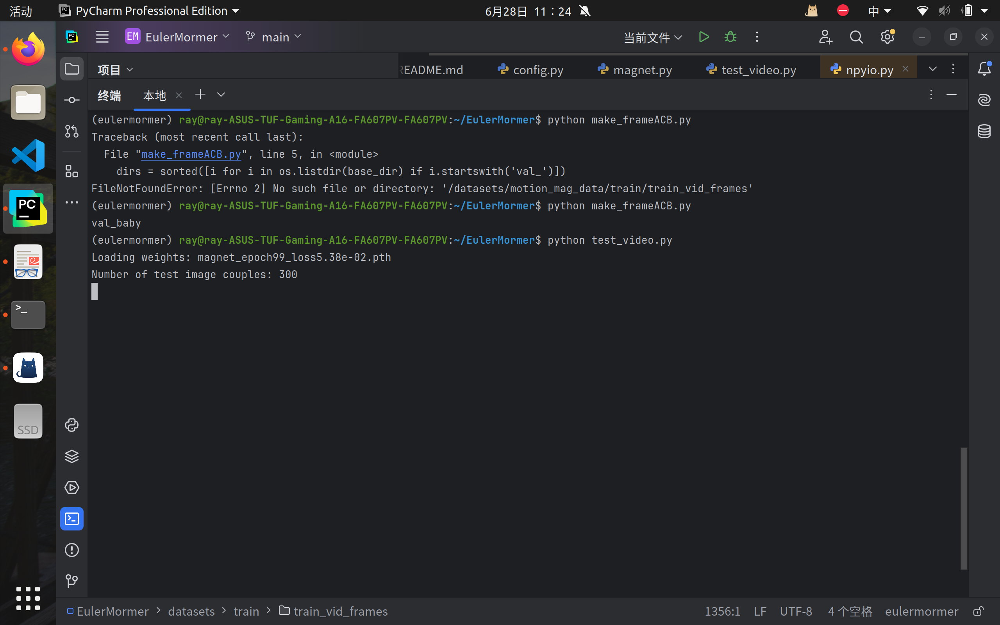 活动
PC PyCharm Professional Edition
6月28日 11：24
中
PC
EM EulerMormer
main
当前文件
项目
README.md
config.py
magnet.py
test_video.py
npyio.py
终端
本地
(eulermormer) ray@ray-ASUS-TUF-Gaming-A16-FA607PV-FA607PV:~/EulerMormer$ python make_frameACB.py
Traceback (most recent call last):
  File "make_frameACB.py", line 5, in <module>
    dirs = sorted([i for i in os.listdir(base_dir) if i.startswith('val_')])
FileNotFoundError: [Errno 2] No such file or directory: '/datasets/motion_mag_data/train/train_vid_frames'
(eulermormer) ray@ray-ASUS-TUF-Gaming-A16-FA607PV-FA607PV:~/EulerMormer$ python make_frameACB.py
val_baby
(eulermormer) ray@ray-ASUS-TUF-Gaming-A16-FA607PV-FA607PV:~/EulerMormer$ python test_video.py
Loading weights: magnet_epoch99_loss5.38e-02.pth
Number of test image couples: 300
PC
>_
SSD
EulerMormer > datasets > train > train_vid_frames
1356:1 LF UTF-8 4 个空格 eulermormer